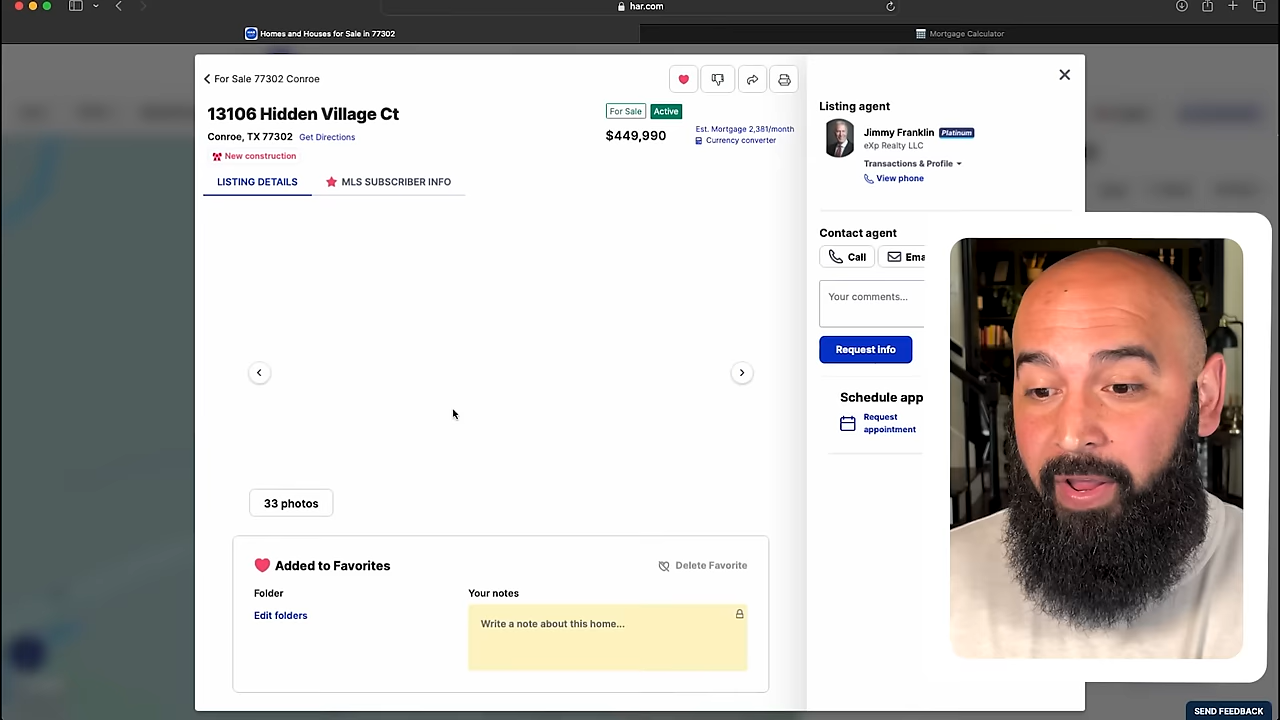 har.com
Homes and Houses for Sale in 77302
Mortgage Calculator
For Sale 77302 Conroe
13106 Hidden Village Ct
For Sale
Active
Conroe, TX 77302
Get Directions
$449,990
Est. Mortgage 2,381/month
Currency converter
New construction
LISTING DETAILS
MLS SUBSCRIBER INFO
33 photos
Added to Favorites
Delete Favorite
Folder
Edit folders
Your notes
Write a note about this home...
Listing agent
Jimmy Franklin
Platinum
eXp Realty LLC
Transactions & Profile
View phone
Contact agent
Call
Ema
Your comments...
Request info
Schedule app
Request
appointment
SEND FEEDBACK